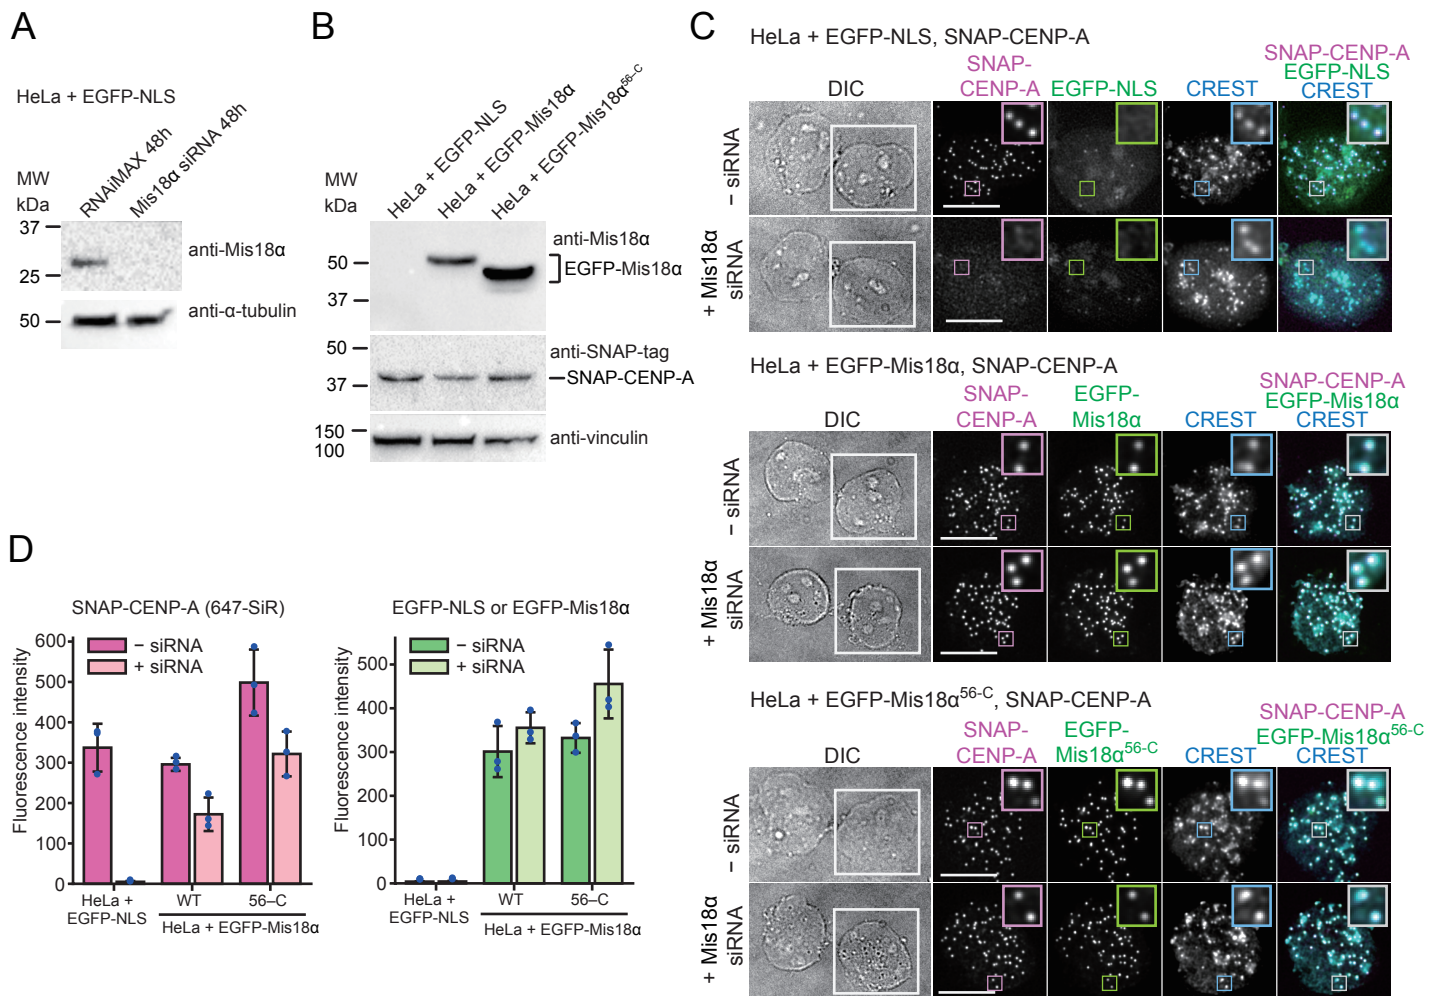 A
HeLa + EGFP-NLS
MW
kDa
RNAiMAX 48h
Mis18α siRNA 48h
37
25
anti-Mis18α
50
anti-α-tubulin
B
MW
kDa
HeLa + EGFP-NLS
HeLa + EGFP-Mis18α
HeLa + EGFP-Mis18α56–C
50
37
anti-Mis18α
EGFP-Mis18α
50
37
anti-SNAP-tag
SNAP-CENP-A
150
100
anti-vinculin
C
HeLa + EGFP-NLS, SNAP-CENP-A
DIC
SNAP-
CENP-A
EGFP-NLS
CREST
SNAP-CENP-A
EGFP-NLS
CREST
− siRNA
+ Mis18α
siRNA
HeLa + EGFP-Mis18α, SNAP-CENP-A
DIC
SNAP-
CENP-A
EGFP-
Mis18α
CREST
SNAP-CENP-A
EGFP-Mis18α
CREST
− siRNA
+ Mis18α
siRNA
HeLa + EGFP-Mis18α56-C, SNAP-CENP-A
DIC
SNAP-
CENP-A
EGFP-
Mis18α56-C
CREST
SNAP-CENP-A
EGFP-Mis18α56-C
CREST
− siRNA
+ Mis18α
siRNA
D
SNAP-CENP-A (647-SiR)
Fluorescence intensity
600
500
400
300
200
100
0
− siRNA
+ siRNA
HeLa +
EGFP-NLS
WT
56–C
HeLa + EGFP-Mis18α
EGFP-NLS or EGFP-Mis18α
Fluorescence intensity
500
400
300
200
100
0
− siRNA
+ siRNA
HeLa +
EGFP-NLS
WT
56–C
HeLa + EGFP-Mis18α